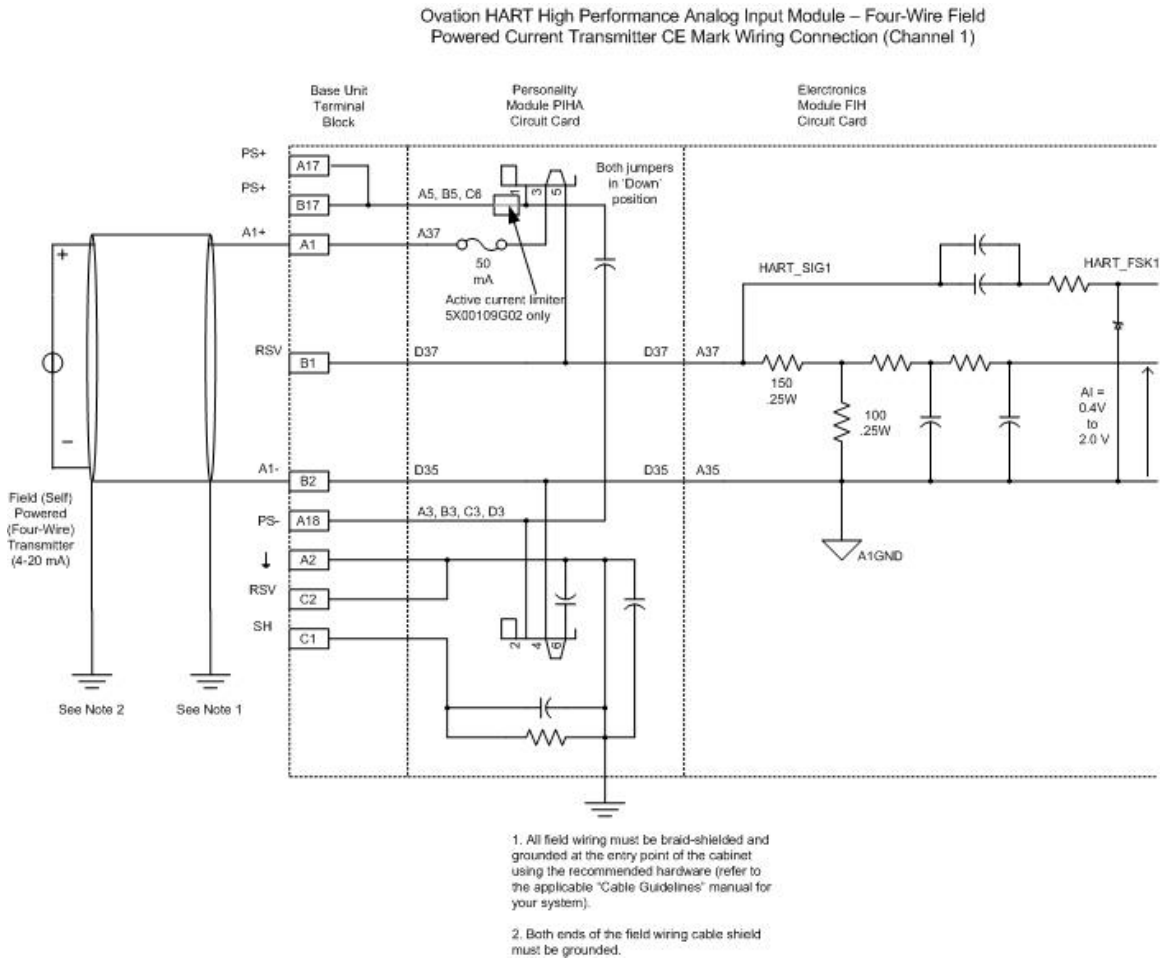 Ovation HART High Performance Analog Input Module – Four-Wire Field
Powered Current Transmitter CE Mark Wiring Connection (Channel 1)
Base Unit
Terminal
Block
Personality
Module PIHA
Circuit Card
Elerctronics
Module FIH
Circuit Card
PS+
A17
PS+
B17
A5, B5, C6
1
3
5
Both jumpers
in 'Down'
position
A1+
A1
A37
50
mA
Active current limiter
5X00109G02 only
HART_SIG1
HART_FSK1
+
RSV
B1
D37
D37
A37
150
.25W
100
.25W
AI =
0.4V
to
2.0 V
–
A1-
B2
D35
D35
A35
Field (Self)
Powered
(Four-Wire)
Transmitter
(4-20 mA)
PS-
A18
A3, B3, C3, D3
A1GND
↓
A2
RSV
C2
SH
C1
2
4
6
See Note 2
See Note 1
1. All field wiring must be braid-shielded and
grounded at the entry point of the cabinet
using the recommended hardware (refer to
the applicable "Cable Guidelines" manual for
your system).
2. Both ends of the field wiring cable shield
must be grounded.